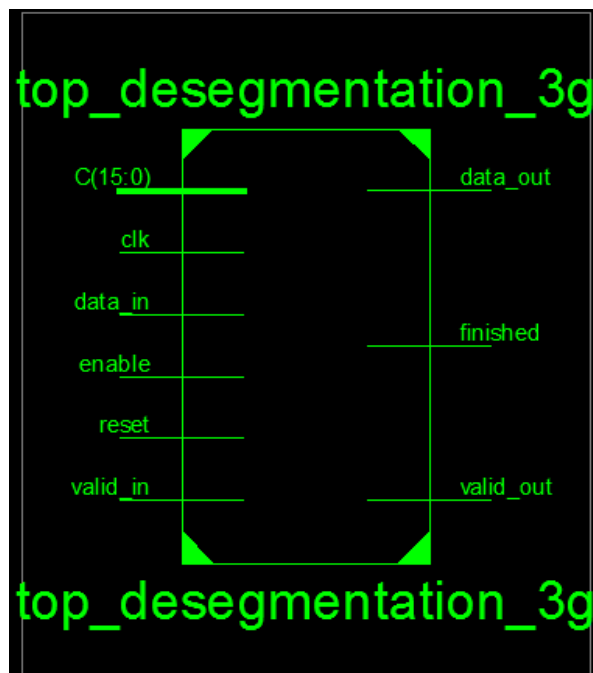 top_desegmentation_3g
C(15:0)
data_out
clk
data_in
finished
enable
reset
valid_in
valid_out
top_desegmentation_3g